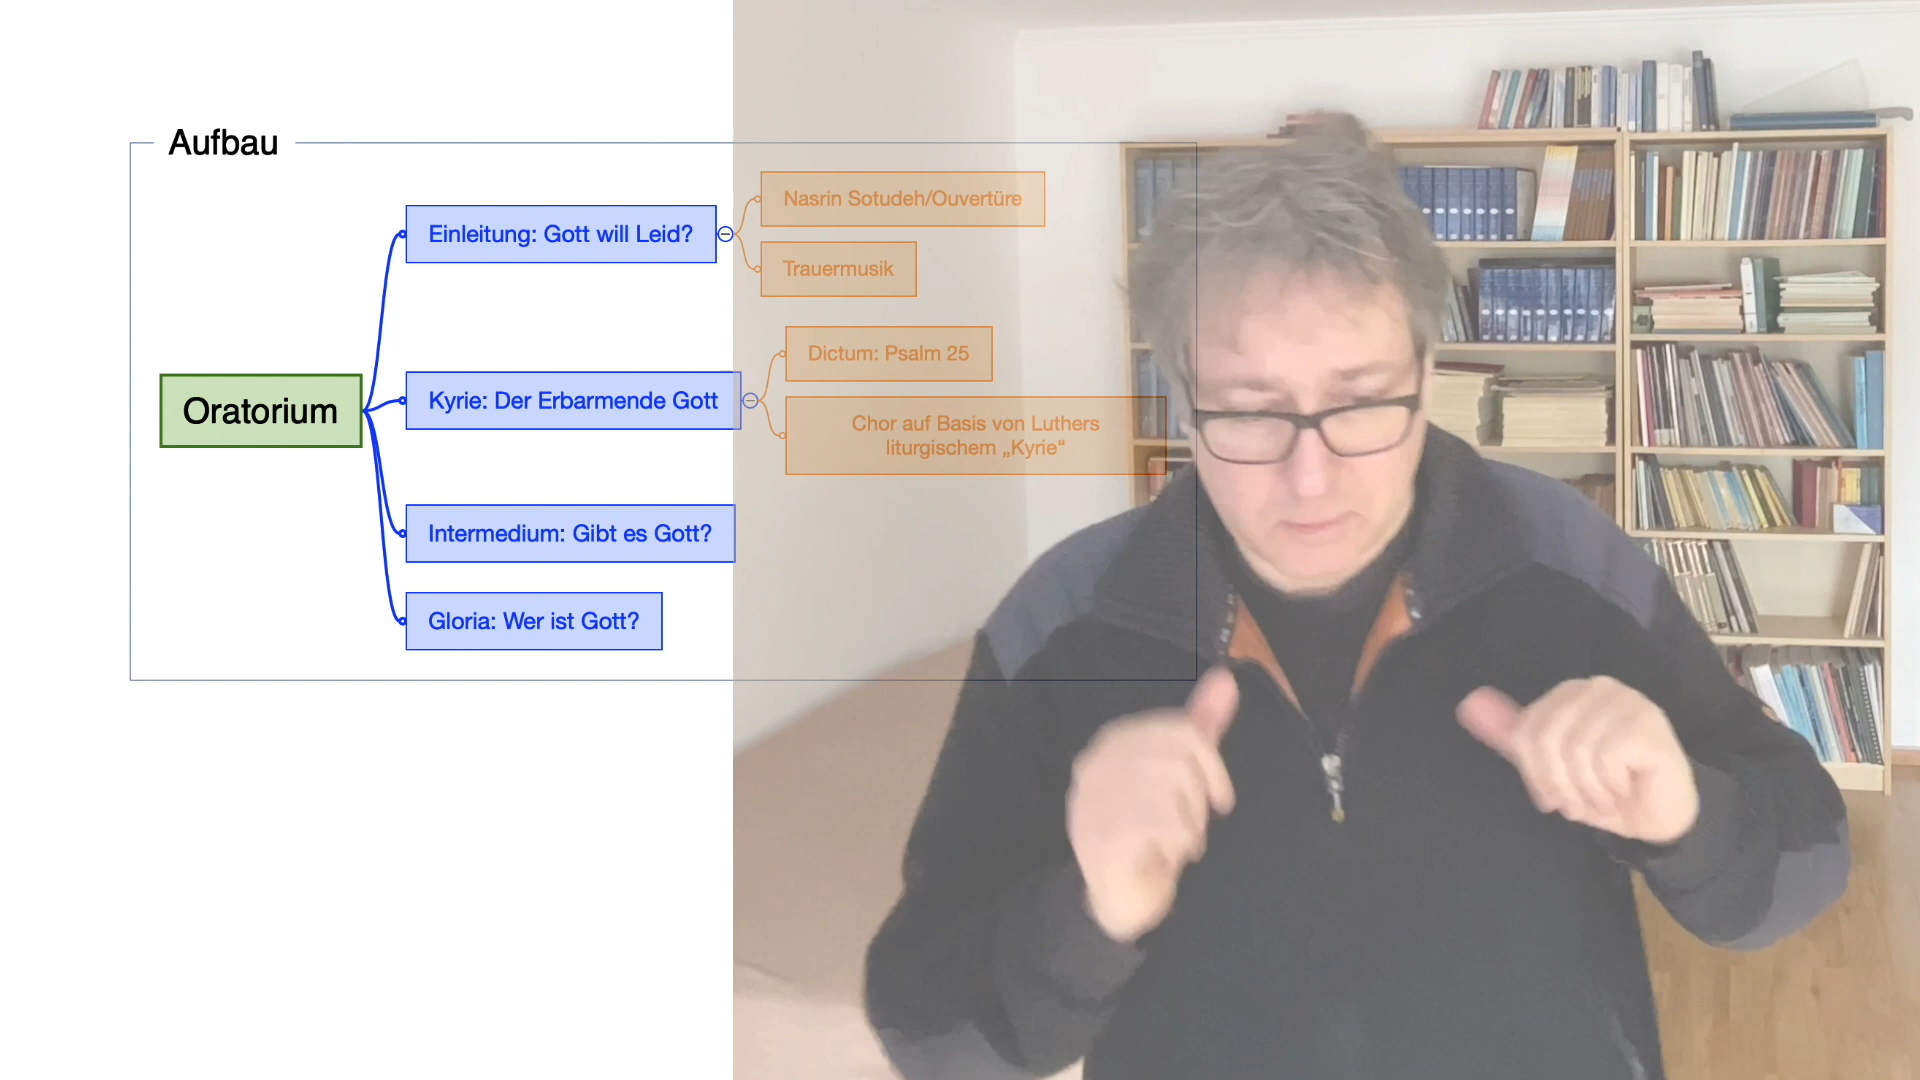 Aufbau
Nasrin Sotudeh/Ouvertüre
Einleitung: Gott will Leid?
Trauermusik
Dictum: Psalm 25
Oratorium
Kyrie: Der Erbarmende Gott
Chor auf Basis von Luthers
liturgischem „Kyrie“
Intermedium: Gibt es Gott?
Gloria: Wer ist Gott?